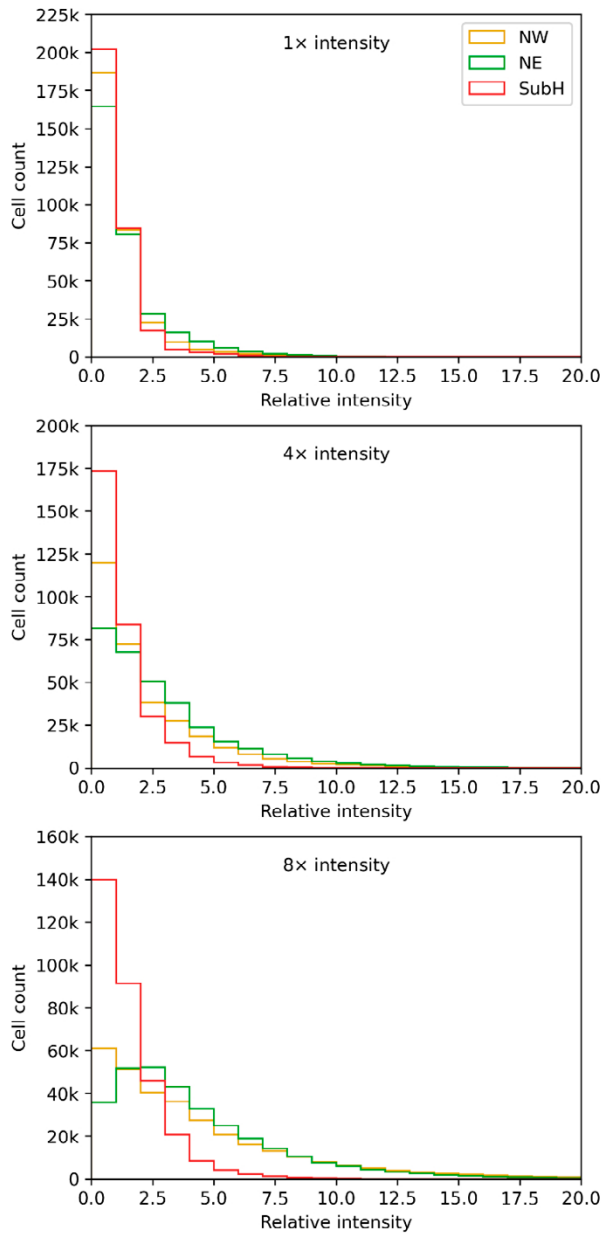 225k
200k
175k
150k
125k
100k
75k
50k
25k
0
Cell count
1× intensity
NW
NE
SubH
0.0 2.5 5.0 7.5 10.0 12.5 15.0 17.5 20.0
Relative intensity
200k
175k
150k
125k
100k
75k
50k
25k
0
Cell count
4× intensity
0.0 2.5 5.0 7.5 10.0 12.5 15.0 17.5 20.0
Relative intensity
160k
140k
120k
100k
80k
60k
40k
20k
0
Cell count
8× intensity
0.0 2.5 5.0 7.5 10.0 12.5 15.0 17.5 20.0
Relative intensity